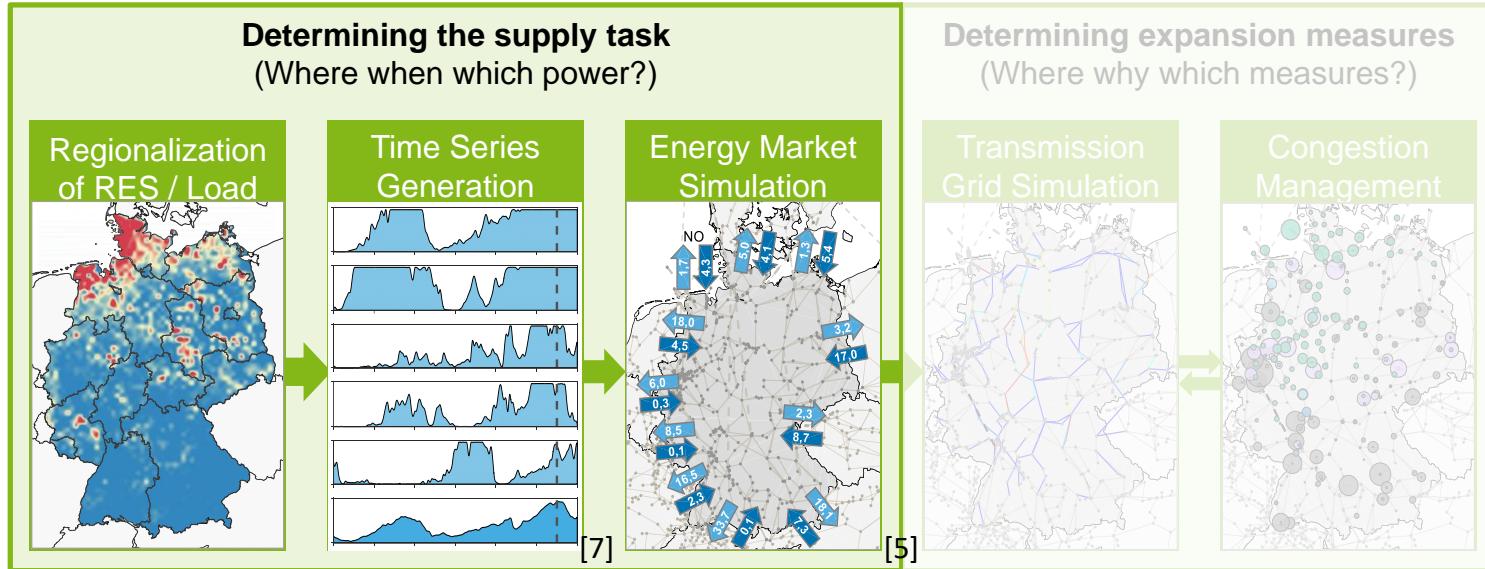 Determining the supply task
(Where when which power?)
Determining expansion measures
(Where why which measures?)
Regionalization
of RES / Load
Time Series
Generation
Energy Market
Simulation
Transmission
Grid Simulation
Congestion
Management
NO
1,7
4,3
5,0
4,1
1,3
5,4
18,0
4,5
3,2
17,0
6,0
0,3
2,3
8,7
8,5
0,1
16,5
2,3
33,7
0,1
7,3
18,1
[7]
[5]